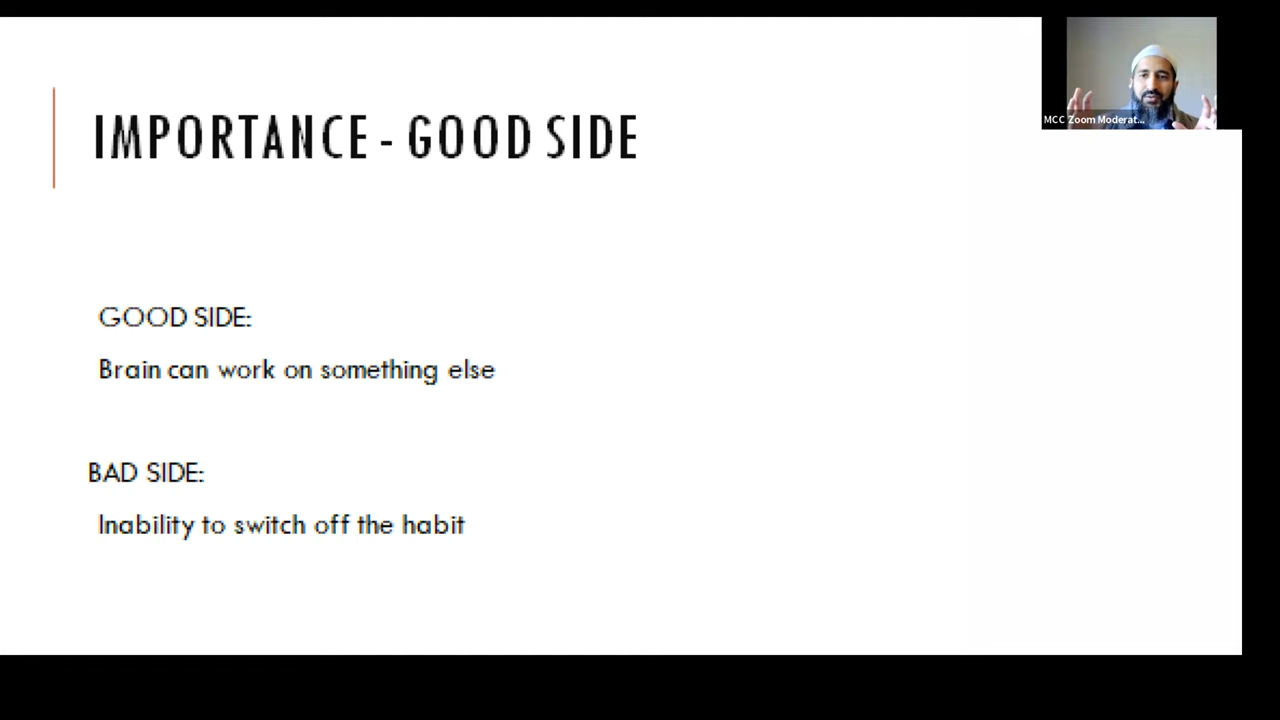 IMPORTANCE - GOOD SIDE
MCC Zoom Moderat...
GOOD SIDE:
Brain can work on something else
BAD SIDE:
Inability to switch off the habit